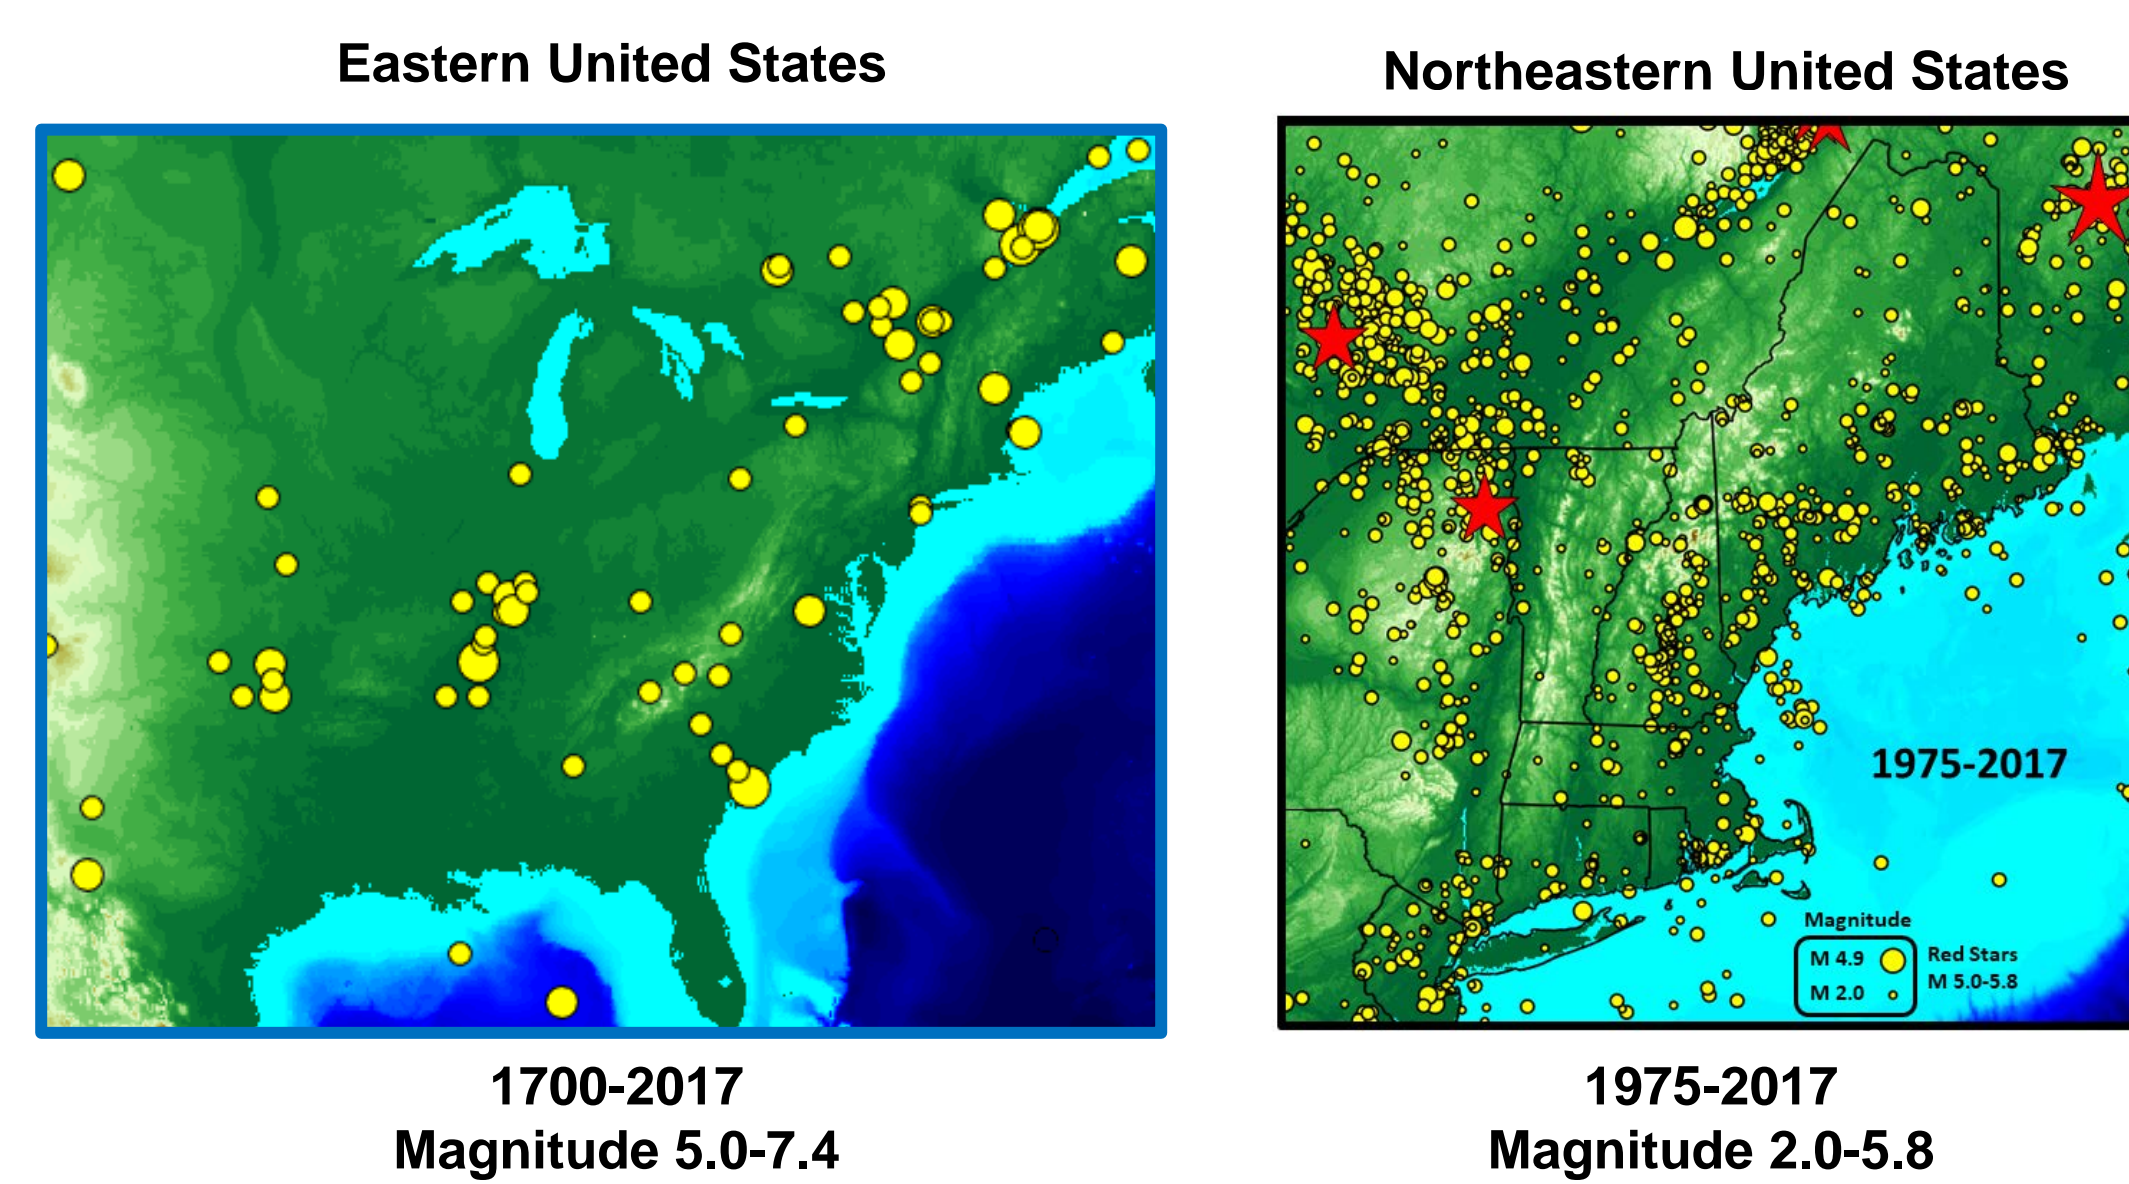 Eastern United States
Northeastern United States
1975-2017
Magnitude
M 4.9
M 2.0
Red Stars
M 5.0-5.8
1700-2017
Magnitude 5.0-7.4
1975-2017
Magnitude 2.0-5.8